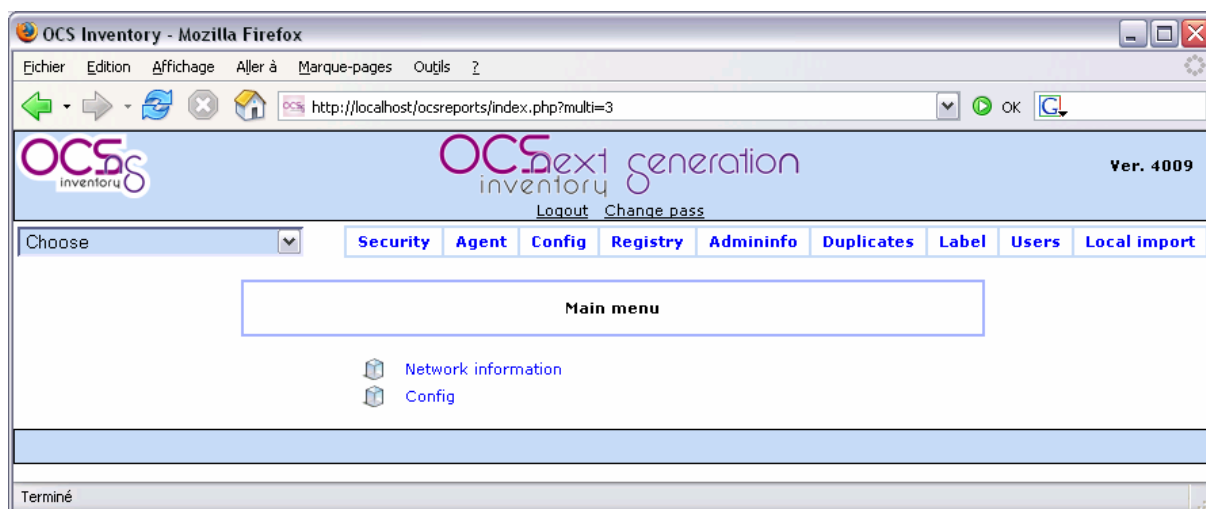 OCS Inventory - Mozilla Firefox
Fichier Edition Affichage Aller à Marque-pages Outils ?
OCS http://localhost/ocsreports/index.php?multi=3 OK G
OCS ng inventory
OCS next generation inventory
Ver. 4009
Logout Change pass
Choose Security Agent Config Registry Admininfo Duplicates Label Users Local import
Main menu
Network information
Config
Terminé